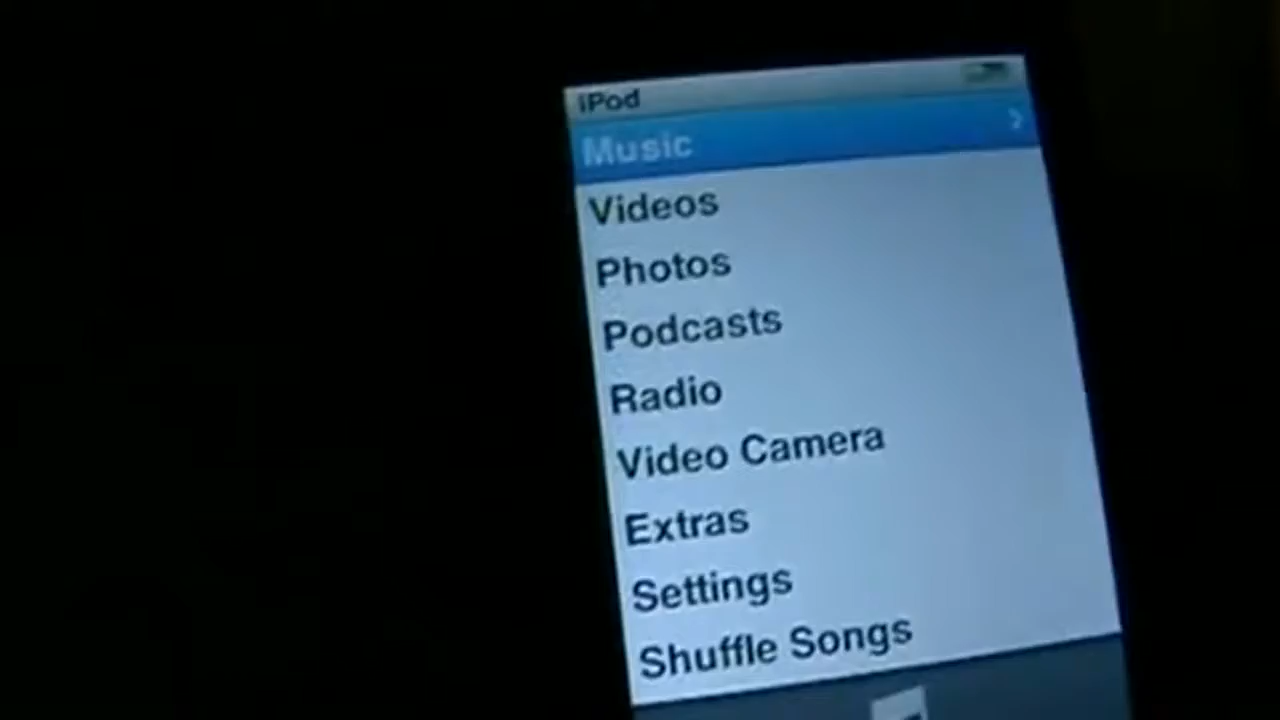 iPod
Music
Videos
Photos
Podcasts
Radio
Video Camera
Extras
Settings
Shuffle Songs